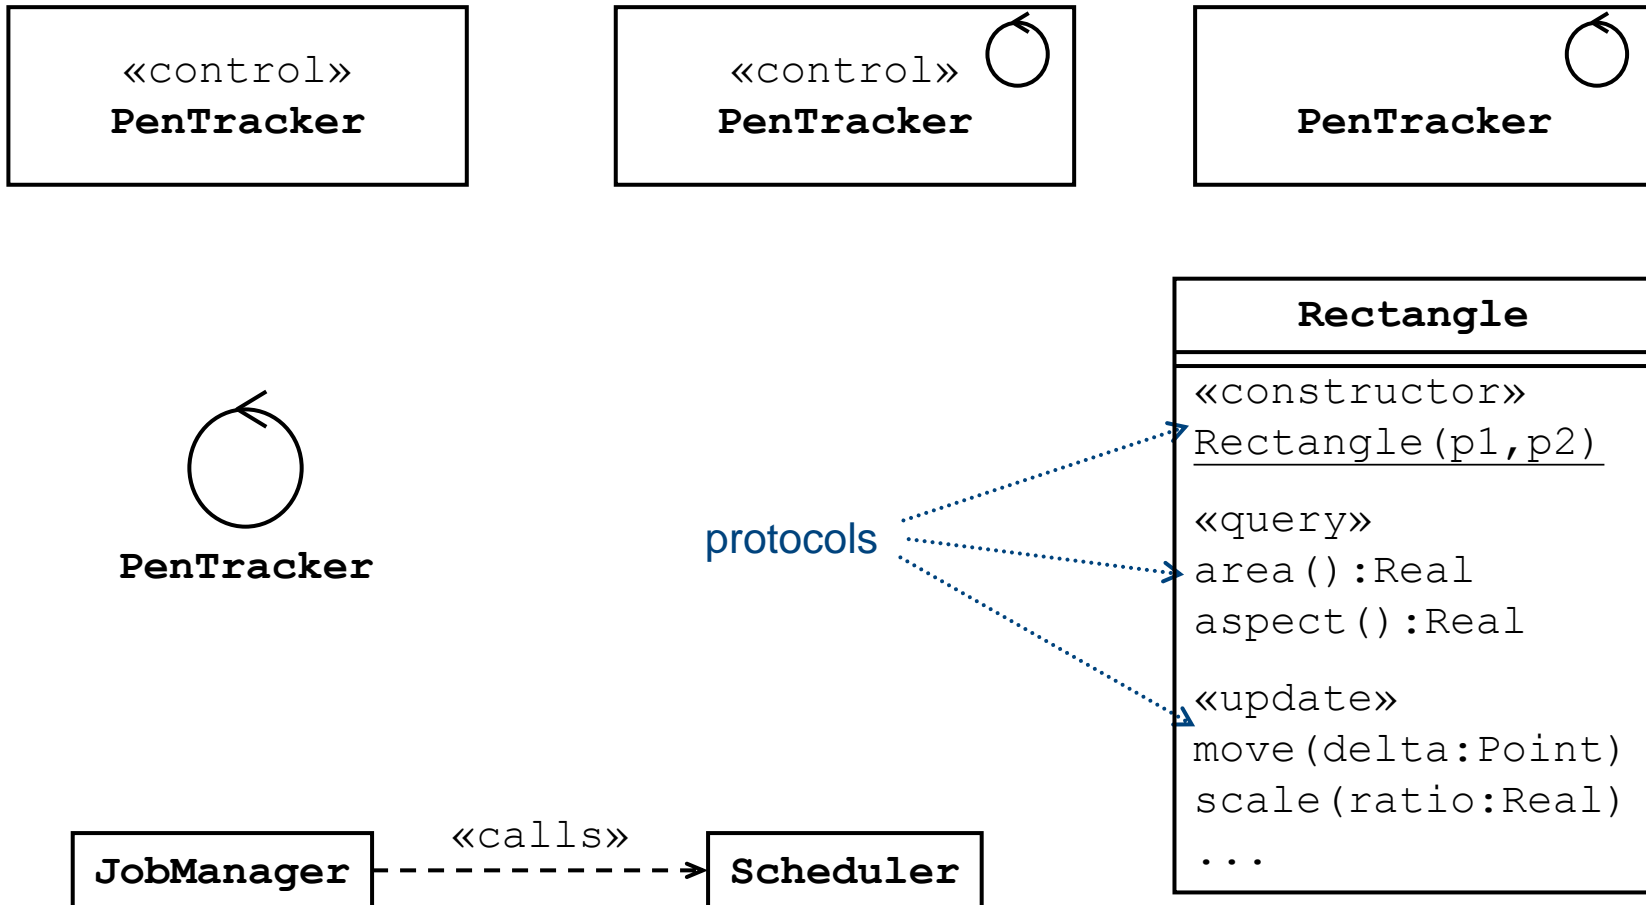 «control»
PenTracker
«control»
PenTracker
PenTracker
PenTracker
protocols
Rectangle
«constructor»
Rectangle(p1,p2)
«query»
area():Real
aspect():Real
«update»
move(delta:Point)
scale(ratio:Real)
...
JobManager
«calls»
Scheduler